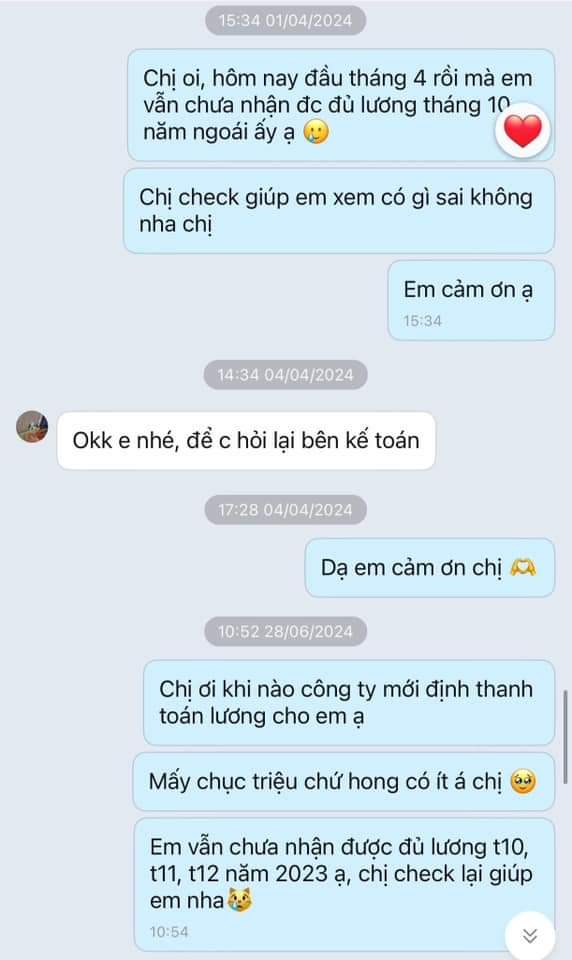 15:34 01/04/2024
Chị oi, hôm nay đầu tháng 4 rồi mà em
vẫn chưa nhận đc đủ lương tháng 10
năm ngoái ấy ạ 🥲
Chị check giúp em xem có gì sai không
nha chị
Em cảm ơn ạ
15:34
14:34 04/04/2024
Okk e nhé, để c hỏi lại bên kế toán
17:28 04/04/2024
Dạ em cảm ơn chị 🫶
10:52 28/06/2024
Chị ơi khi nào công ty mới định thanh
toán lương cho em ạ
Mấy chục triệu chứ hong có ít á chị 🥹
Em vẫn chưa nhận được đủ lương t10,
t11, t12 năm 2023 ạ, chị check lại giúp
em nha😿
10:54